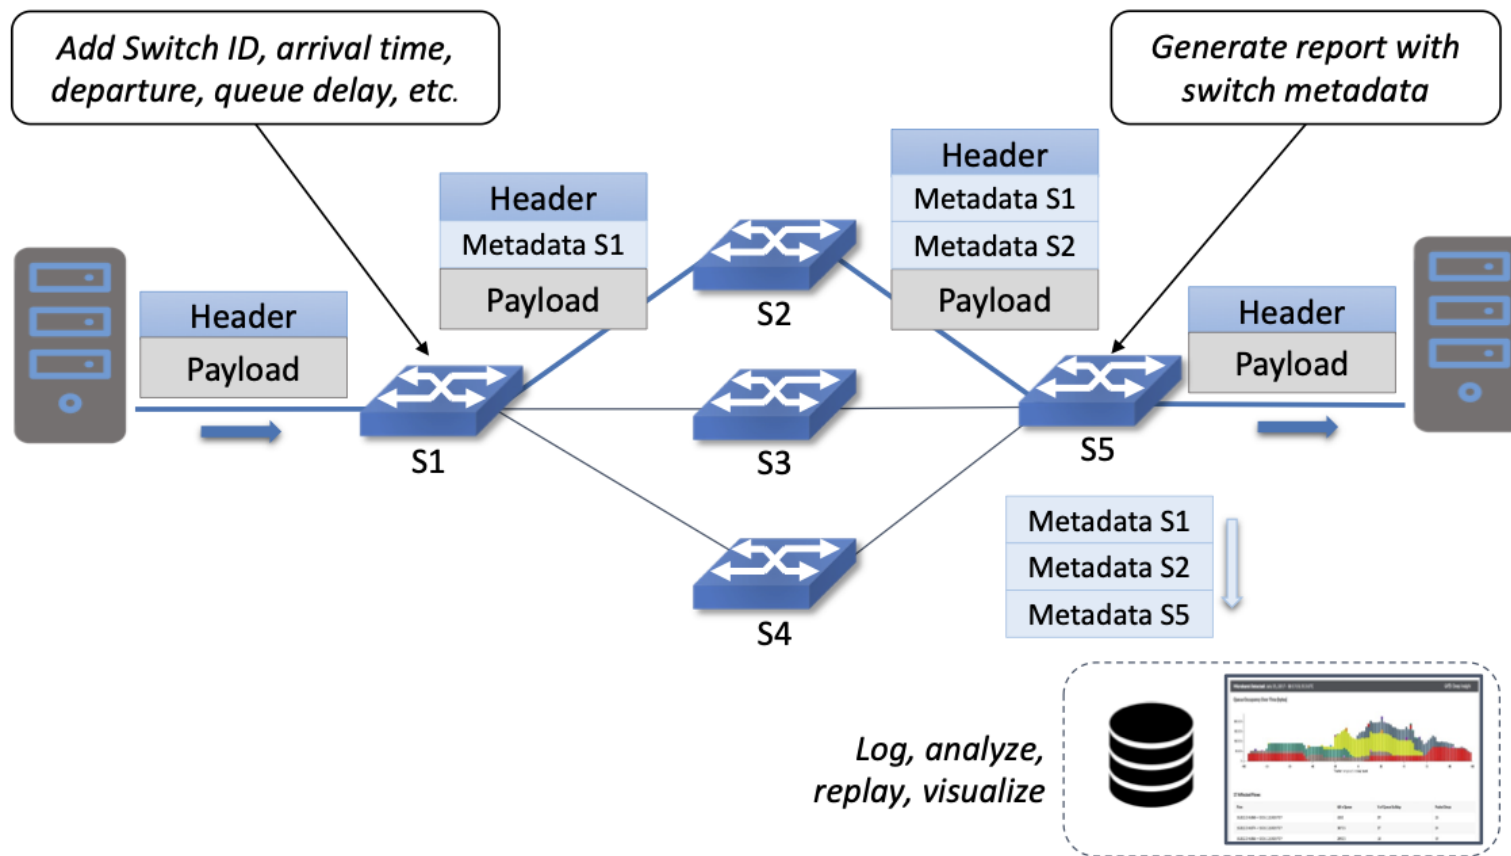 Add Switch ID, arrival time,
departure, queue delay, etc.
Generate report with
switch metadata
Header
Metadata S1
Payload
Header
Metadata S1
Metadata S2
Payload
Header
Payload
Header
Payload
S1
S2
S3
S4
S5
Metadata S1
Metadata S2
Metadata S5
Log, analyze,
replay, visualize